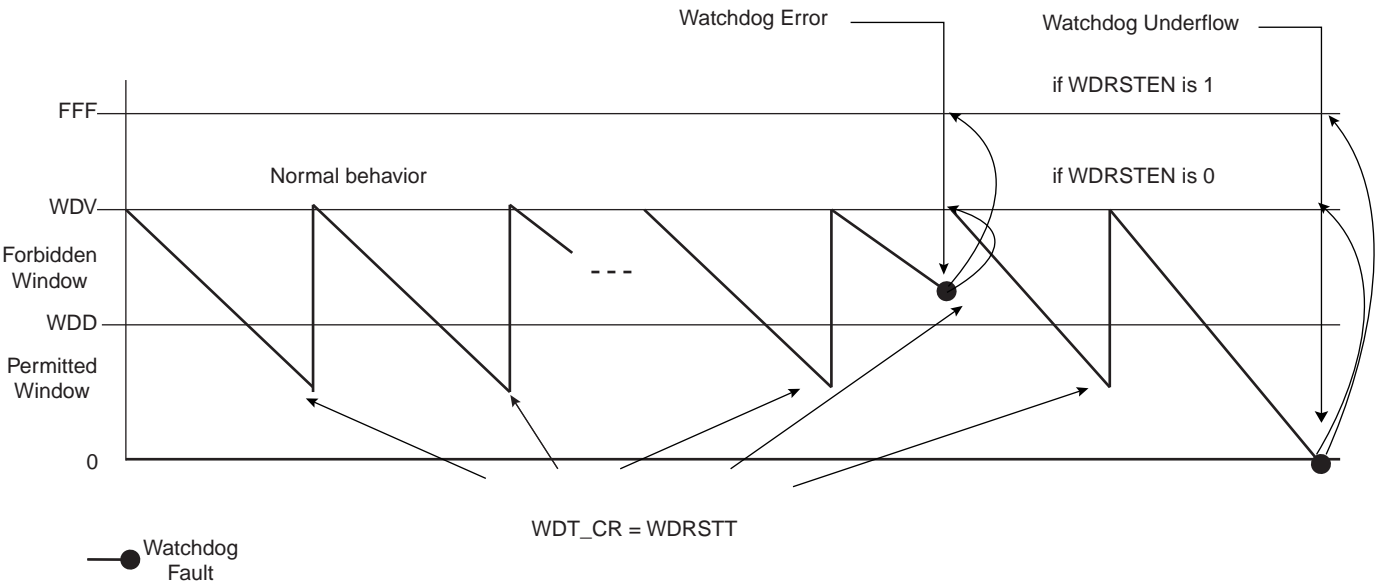 Watchdog Error
Watchdog Underflow
if WDRSTEN is 1
FFF
Normal behavior
if WDRSTEN is 0
WDV
Forbidden
Window
WDD
Permitted
Window
0
WDT_CR = WDRSTT
Watchdog
Fault